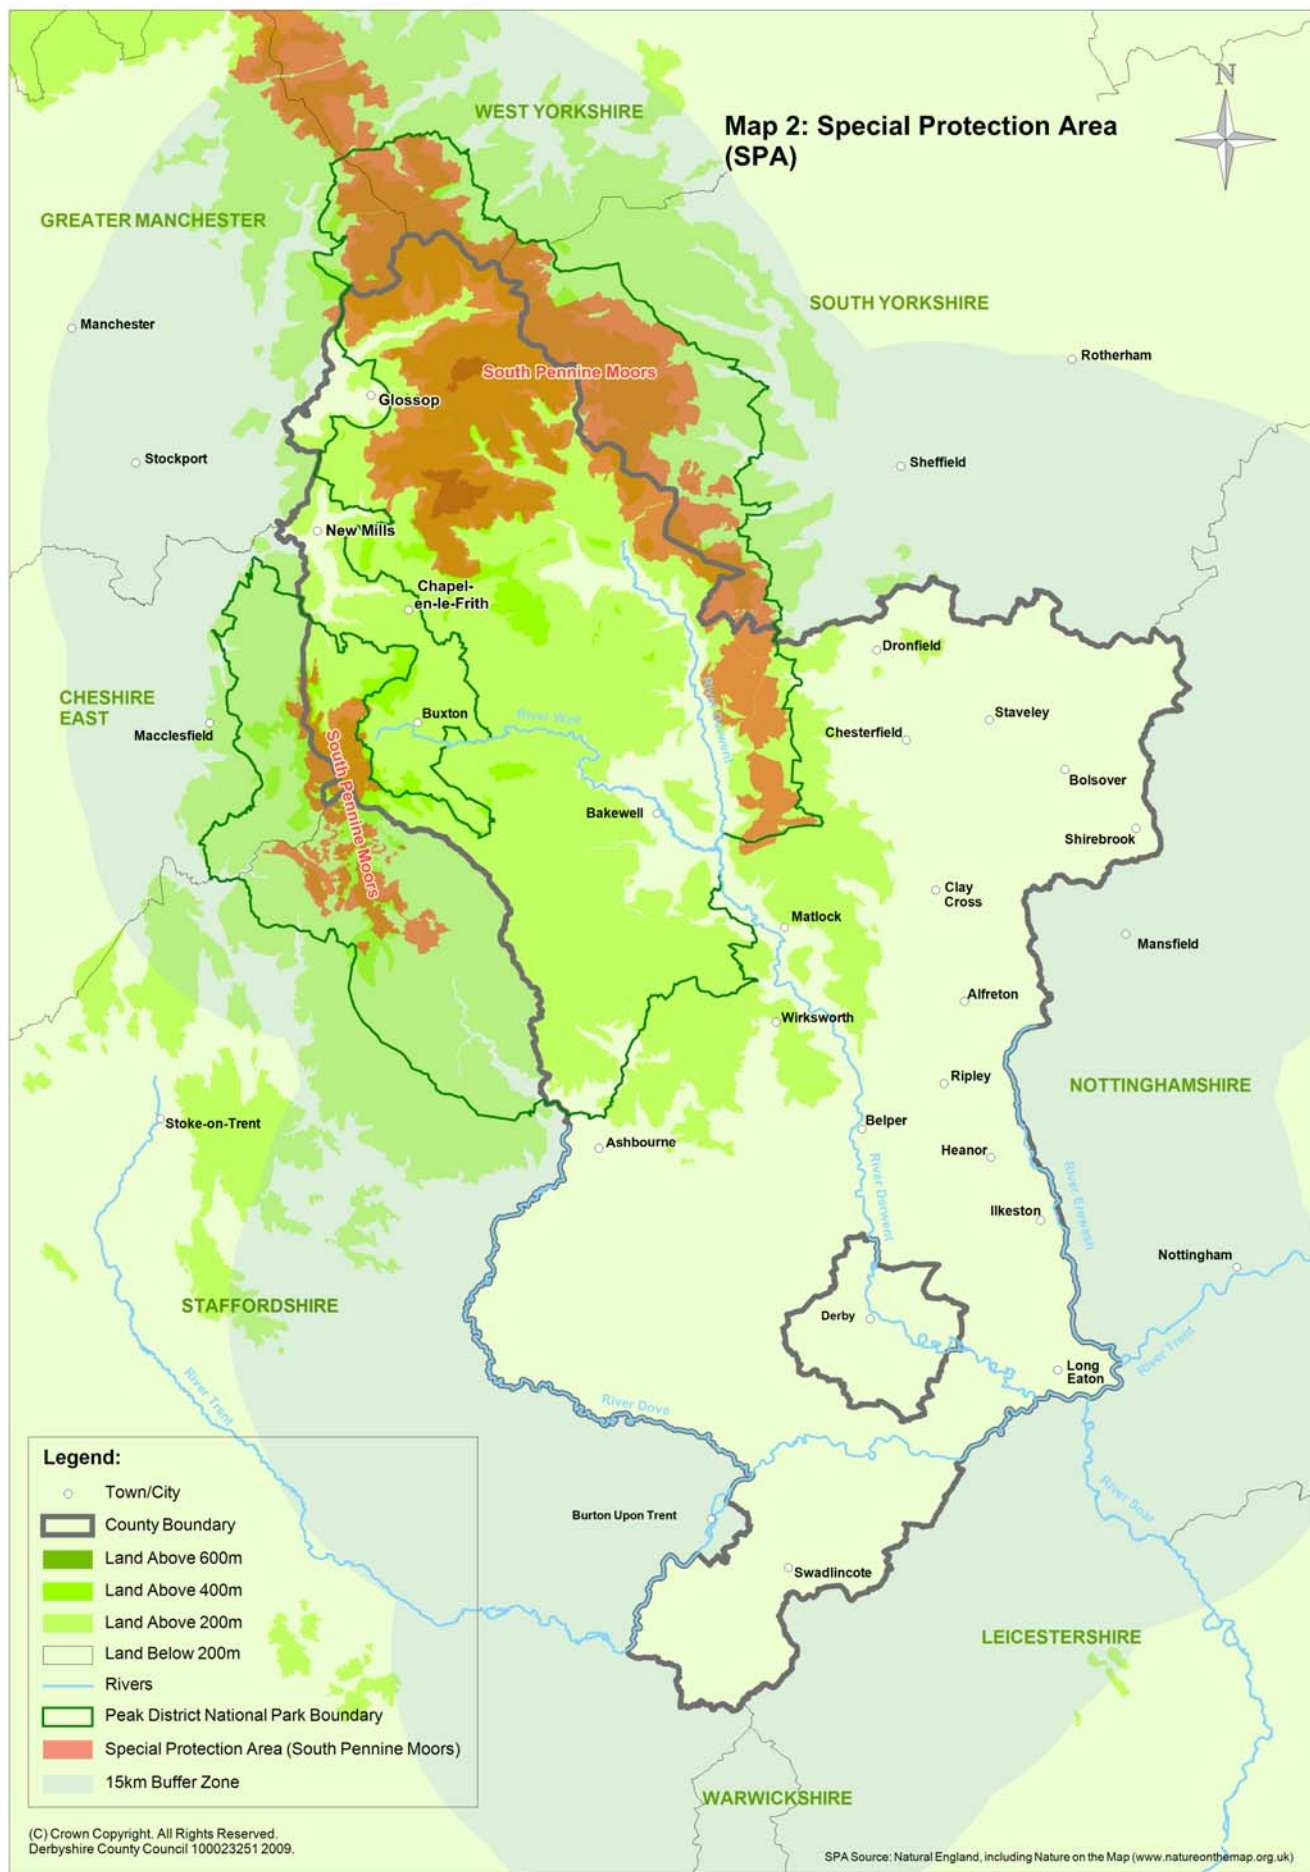 WEST YORKSHIRE
Map 2: Special Protection Area
(SPA)
N
GREATER MANCHESTER
SOUTH YORKSHIRE
Manchester
Rotherham
South Pennine Moors
Glossop
Stockport
Sheffield
New Mills
Chapel-
en-le-Frith
Dronfield
River Derwent
CHESHIRE
EAST
Buxton
River Wye
Staveley
Macclesfield
Chesterfield
South Pennine Moors
Bolsover
Bakewell
Shirebrook
Clay
Cross
Matlock
Mansfield
Alfreton
Wirksworth
Ripley
NOTTINGHAMSHIRE
Stoke-on-Trent
Belper
Ashbourne
Heanor
River Derwent
River Erewash
Ilkeston
Nottingham
STAFFORDSHIRE
Derby
River Trent
Long
Eaton
River Trent
River Dove
Legend:
Town/City
County Boundary
Land Above 600m
Land Above 400m
Land Above 200m
Land Below 200m
Rivers
Peak District National Park Boundary
Special Protection Area (South Pennine Moors)
15km Buffer Zone
River Soar
Burton Upon Trent
Swadlincote
LEICESTERSHIRE
WARWICKSHIRE
(C) Crown Copyright. All Rights Reserved.
Derbyshire County Council 100023251 2009.
SPA Source: Natural England, including Nature on the Map (www.natureonthemap.org.uk)